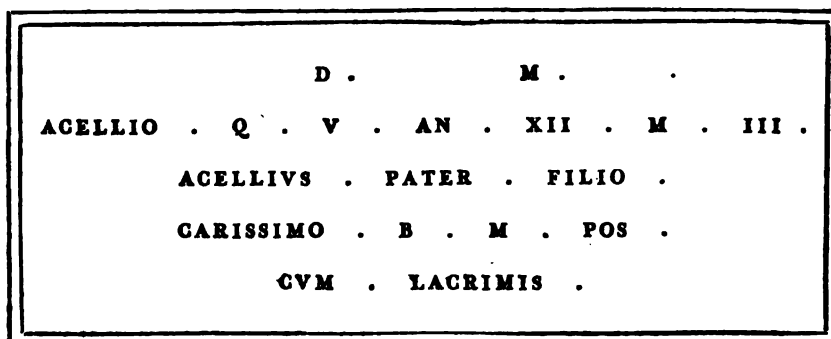 D . M .
ACELLIO . Q . V . AN . XII . M . III .
ACELLIVS . PATER . FILIO .
CARISSIMO . B . M . POS .
CVM . LACRIMIS .